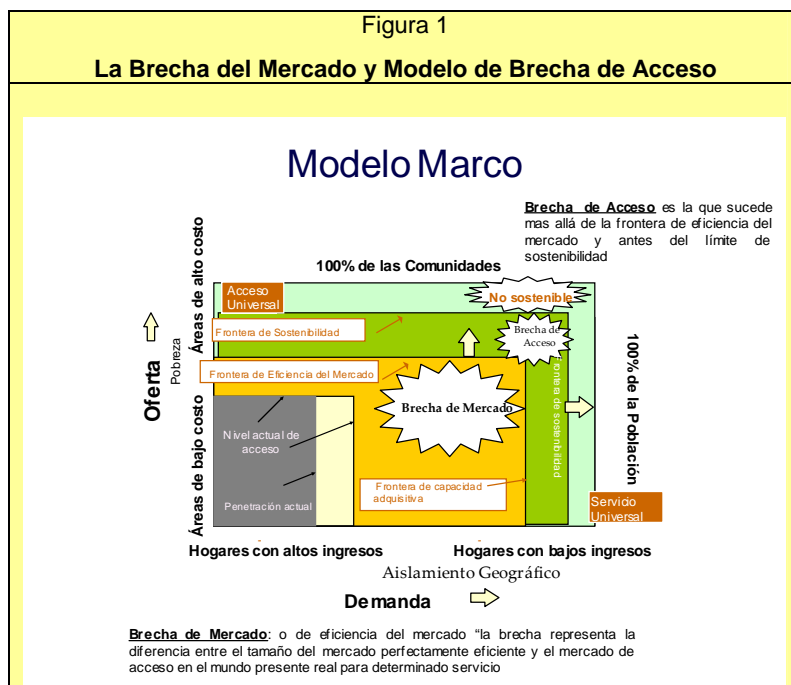 Figura 1
La Brecha del Mercado y Modelo de Brecha de Acceso
Modelo Marco
Brecha de Acceso es la que sucede
mas allá de la frontera de eficiencia del
mercado y antes del límite de
sostenibilidad
100% de las Comunidades
Áreas de alto costo
Acceso
Universal
No sostenible
Frontera de Sostenibilidad
Brecha de
Acceso
Oferta
Pobreza
Frontera de Eficiencia del Mercado
100% de la Población
Frontera de sostenibilidad
Brecha de Mercado
Áreas de bajo costo
Nivel actual de
acceso
Frontera de capacidad
adquisitiva
Penetración actual
Servicio
Universal
Hogares con altos ingresos
Hogares con bajos ingresos
Aislamiento Geográfico
Demanda
Brecha de Mercado: o de eficiencia del mercado “la brecha representa la
diferencia entre el tamaño del mercado perfectamente eficiente y el mercado de
acceso en el mundo presente real para determinado servicio